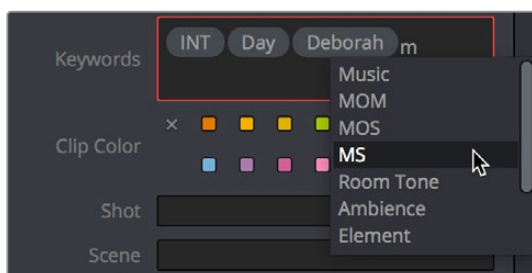 Keywords INT Day Deborah m
Music
MOM
MOS
Clip Color
MS
Room Tone
Shot
Ambience
Element
Scene